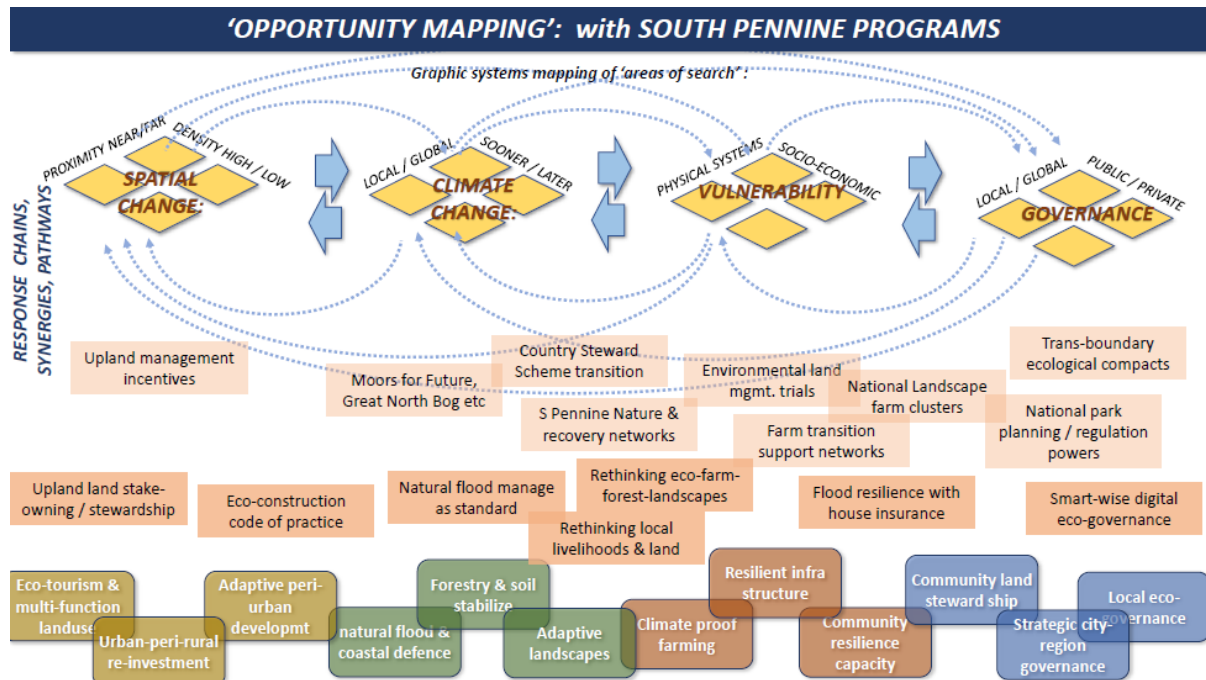 ‘OPPORTUNITY MAPPING’: with SOUTH PENNINE PROGRAMS
Graphic systems mapping of ‘areas of search’ :
PROXIMITY NEAR/FAR
DENSITY HIGH / LOW
SPATIAL
CHANGE:
LOCAL / GLOBAL
SOONER / LATER
CLIMATE
CHANGE:
PHYSICAL SYSTEMS
SOCIO-ECONOMIC
VULNERABILITY
LOCAL / GLOBAL
PUBLIC / PRIVATE
GOVERNANCE
RESPONSE CHAINS,
SYNERGIES, PATHWAYS
Upland management
incentives
Moors for Future,
Great North Bog etc
Country Steward
Scheme transition
S Pennine Nature &
recovery networks
Environmental land
mgmt. trials
Farm transition
support networks
National Landscape
farm clusters
Trans-boundary
ecological compacts
National park
planning / regulation
powers
Upland land stake-
owning / stewardship
Eco-construction
code of practice
Natural flood manage
as standard
Rethinking eco-farm-
forest-landscapes
Rethinking local
livelihoods & land
Flood resilience with
house insurance
Smart-wise digital
eco-governance
Eco-tourism &
multi-function
landuse
Urban-peri-rural
re-investment
Adaptive peri-
urban
developmt
natural flood &
coastal defence
Forestry & soil
stabilize
Adaptive
landscapes
Climate proof
farming
Resilient infra
structure
Community
resilience
capacity
Community land
steward ship
Strategic city-
region
governance
Local eco-
governance